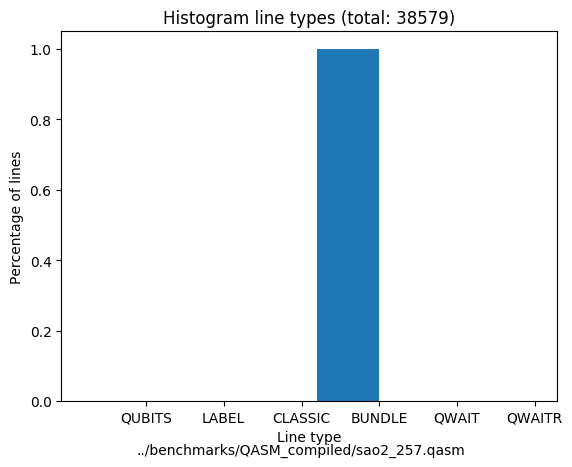 Histogram line types (total: 38579)
Percentage of lines
1.0
0.8
0.6
0.4
0.2
0.0
QUBITS LABEL CLASSIC BUNDLE QWAIT QWAITR
Line type
../benchmarks/QASM_compiled/sao2_257.qasm